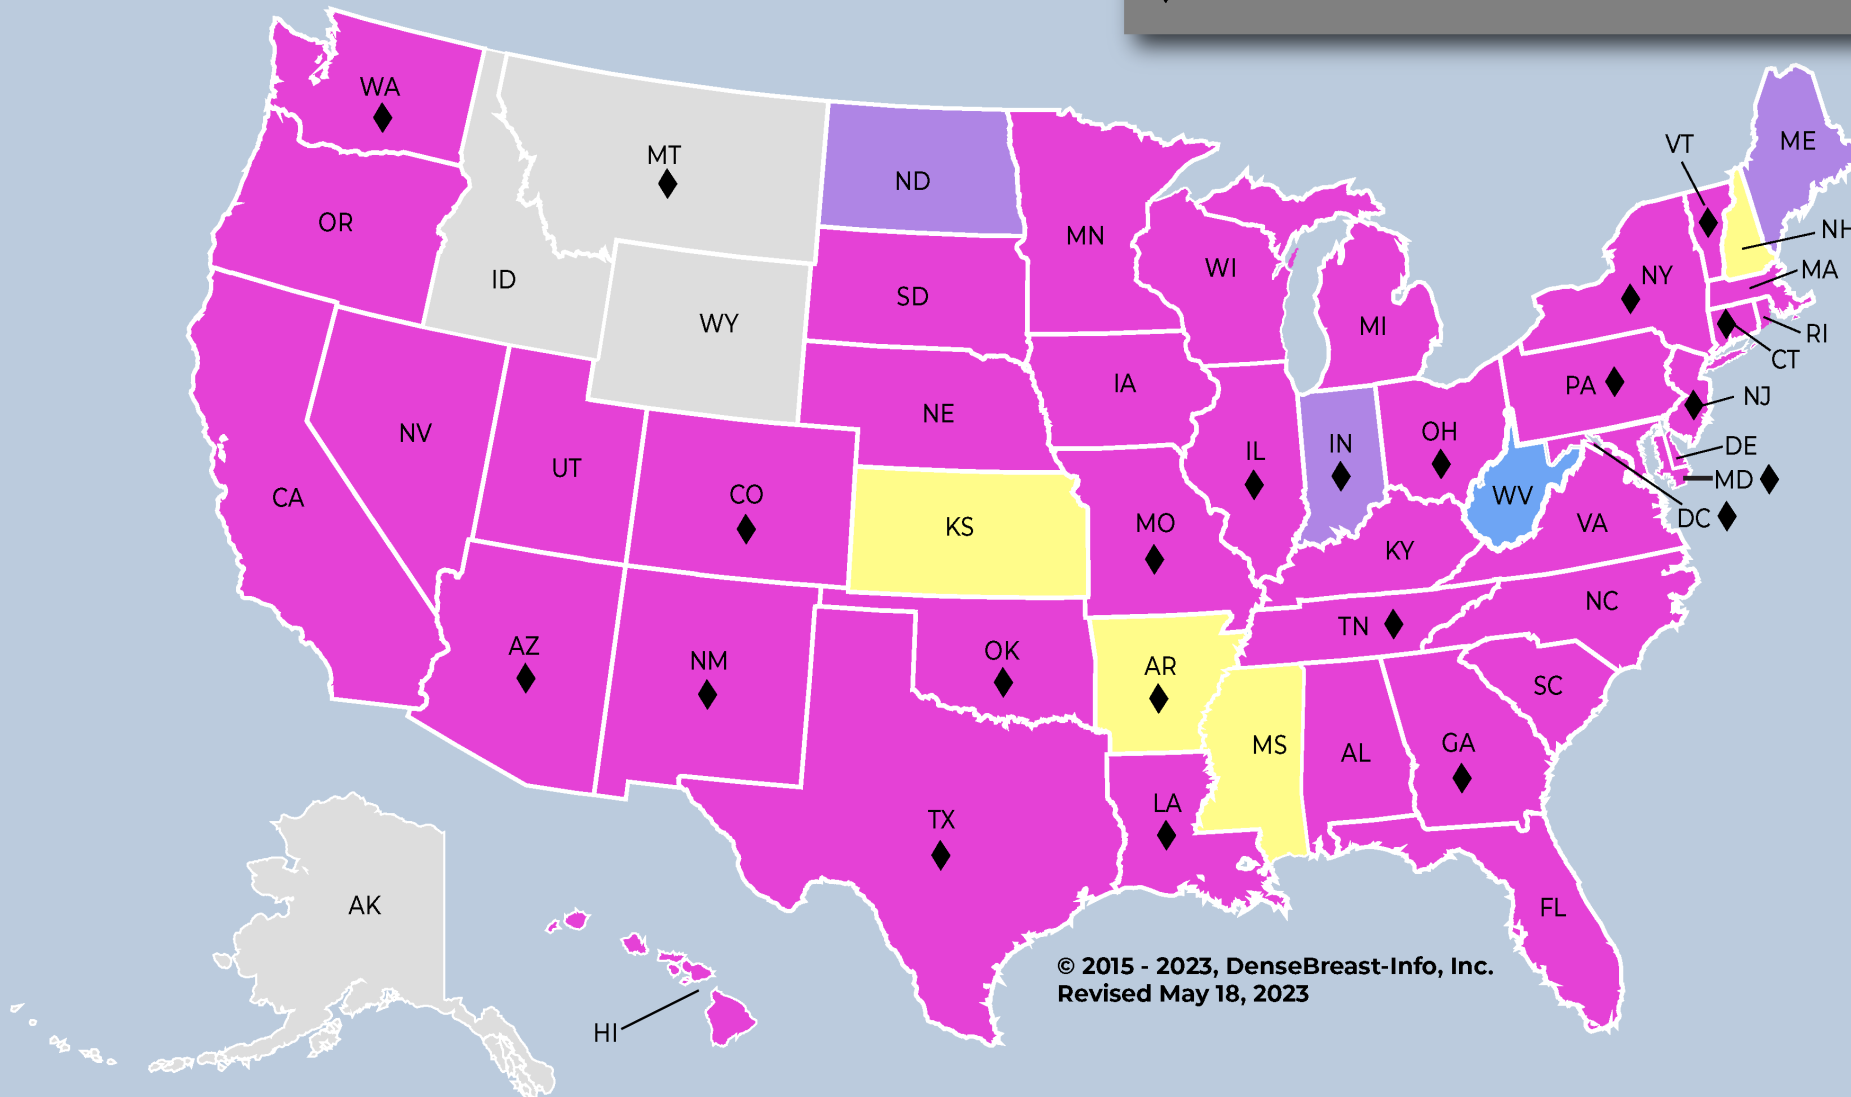 WA
VT
ME
MT
ND
OR
MN
NH
WI
MA
NY
ID
SD
WY
MI
RI
CT
IA
PA
NJ
NE
NV
OH
IN
DE
IL
UT
MD
CO
WV
CA
DC
KS
MO
VA
KY
NC
TN
AZ
OK
NM
AR
SC
MS
GA
AL
LA
TX
AK
FL
© 2015 - 2023, DenseBreast-Info, Inc.
Revised May 18, 2023
HI